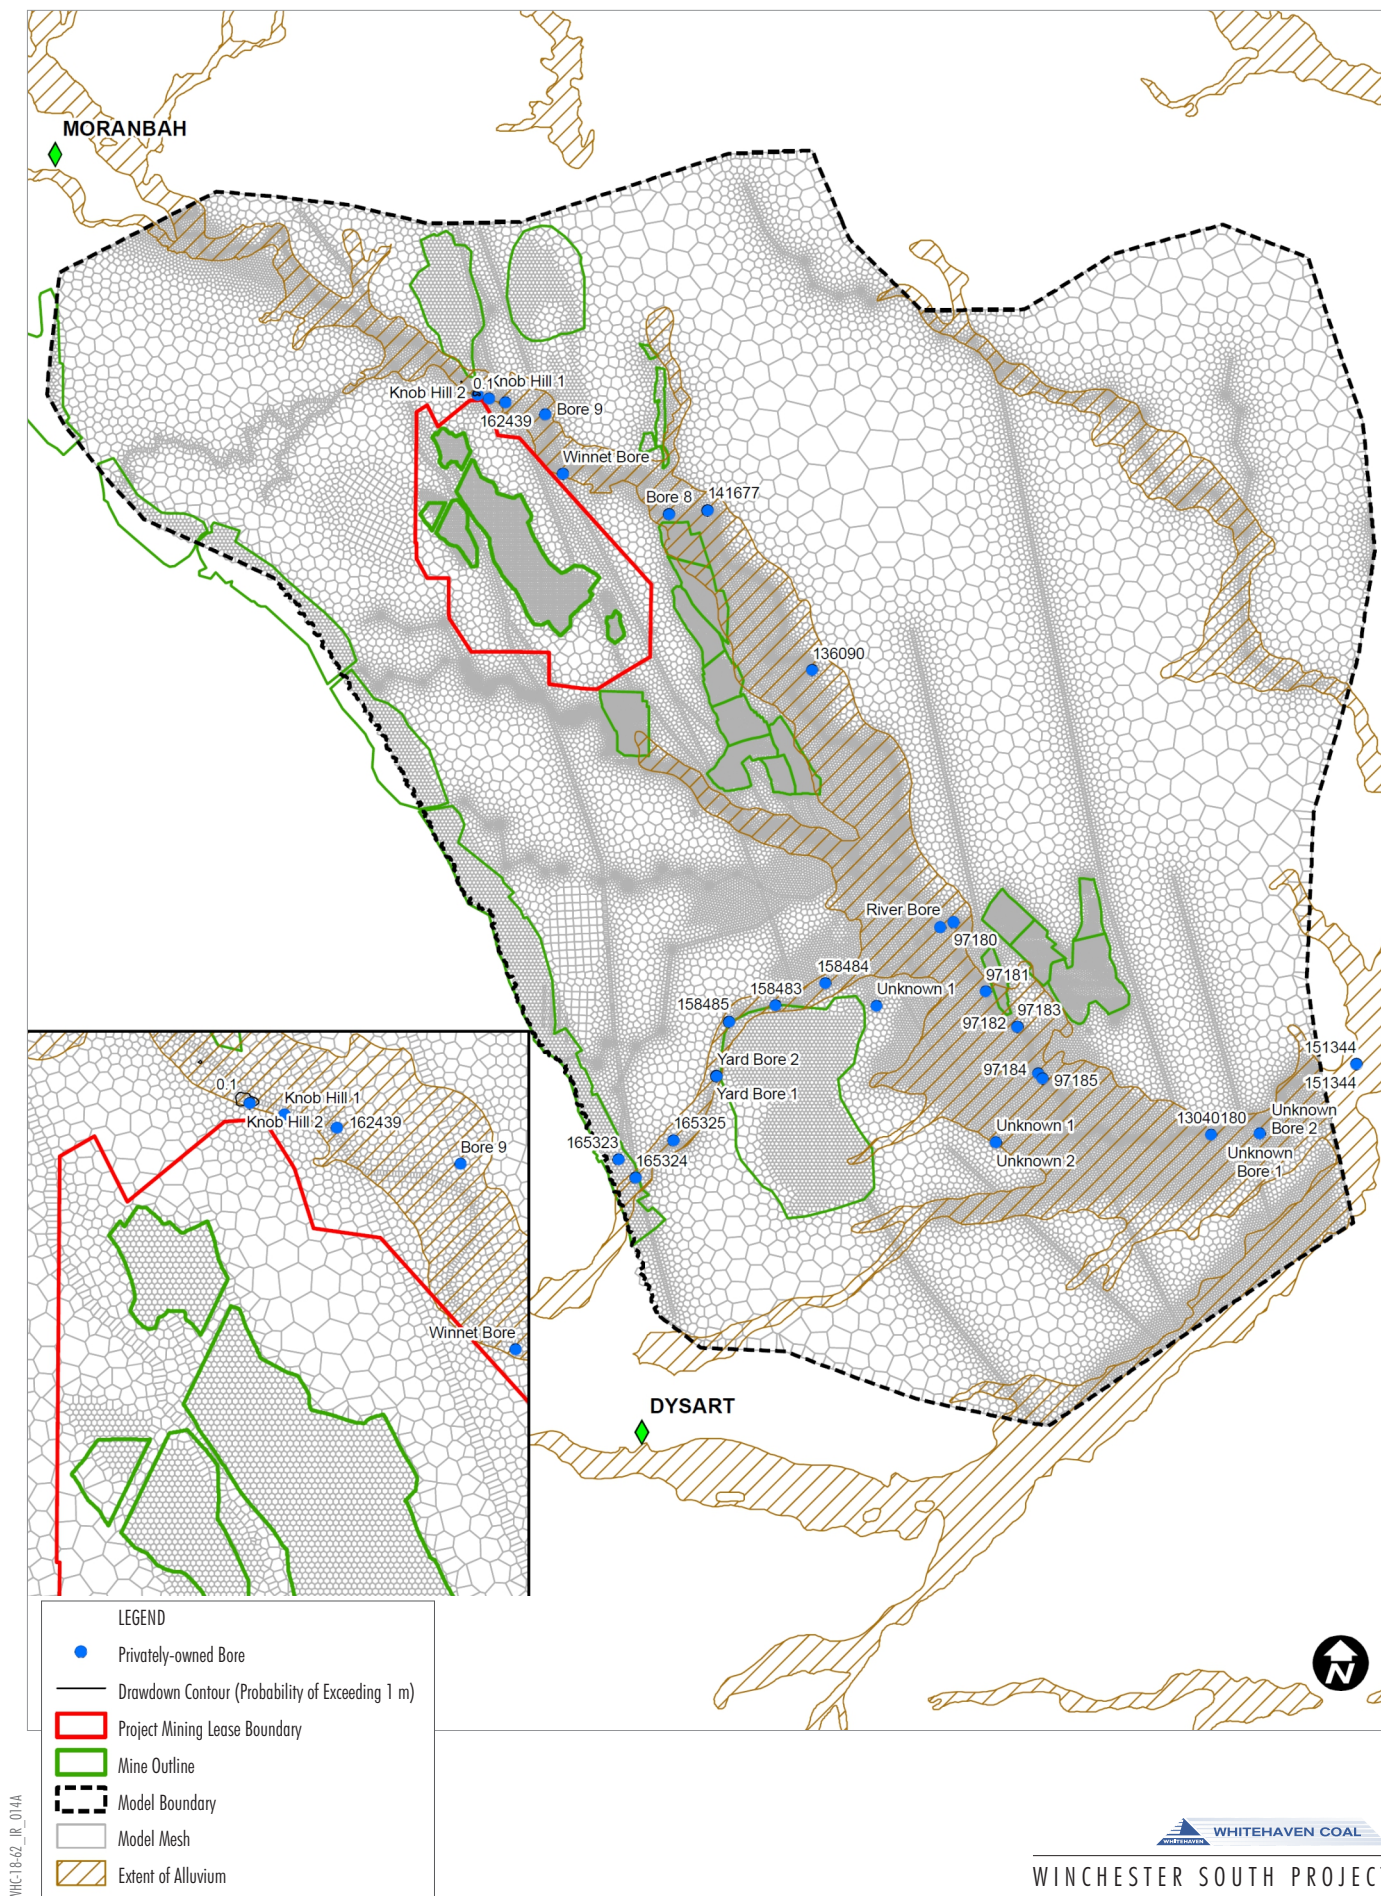 MORANBAH
0.1
Knob Hill 1
Knob Hill 2
162439
Bore 9
Winnet Bore
Bore 8
141677
136090
River Bore
97180
158484
97181
158483
Unknown 1
158485
97183
97182
151344
Yard Bore 2
97184
97185
151344
Yard Bore 1
Unknown
Bore 2
13040180
165325
Unknown 1
165323
Unknown
Bore 1
165324
Unknown 2
0.1
Knob Hill 1
Knob Hill 2
162439
Bore 9
Winnet Bore
DYSART
LEGEND
Privately-owned Bore
Drawdown Contour (Probability of Exceeding 1 m)
Project Mining Lease Boundary
Mine Outline
Model Boundary
Model Mesh
Extent of Alluvium
N
WHC-18-62_IR_014A
WHITEHAVEN
WHITEHAVEN COAL
WINCHESTER SOUTH PROJECT